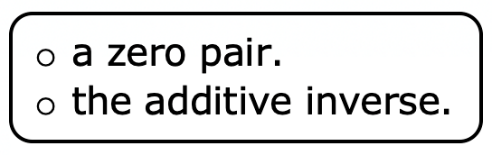 ○ a zero pair.
○ the additive inverse.